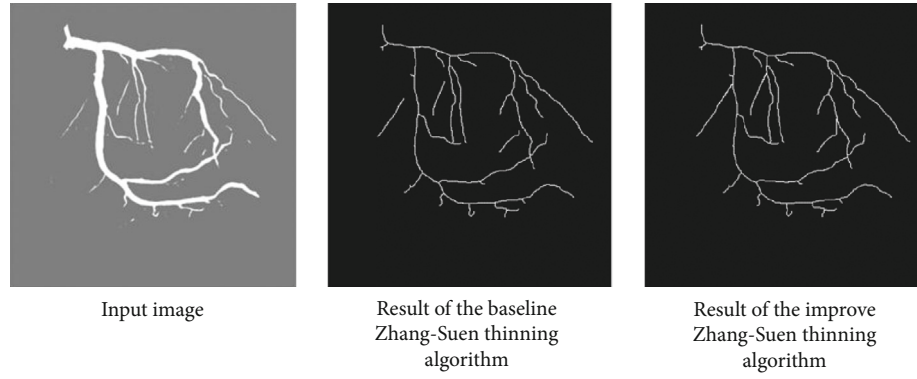 Input image
Result of the baseline
Zhang-Suen thinning
algorithm
Result of the improve
Zhang-Suen thinning
algorithm